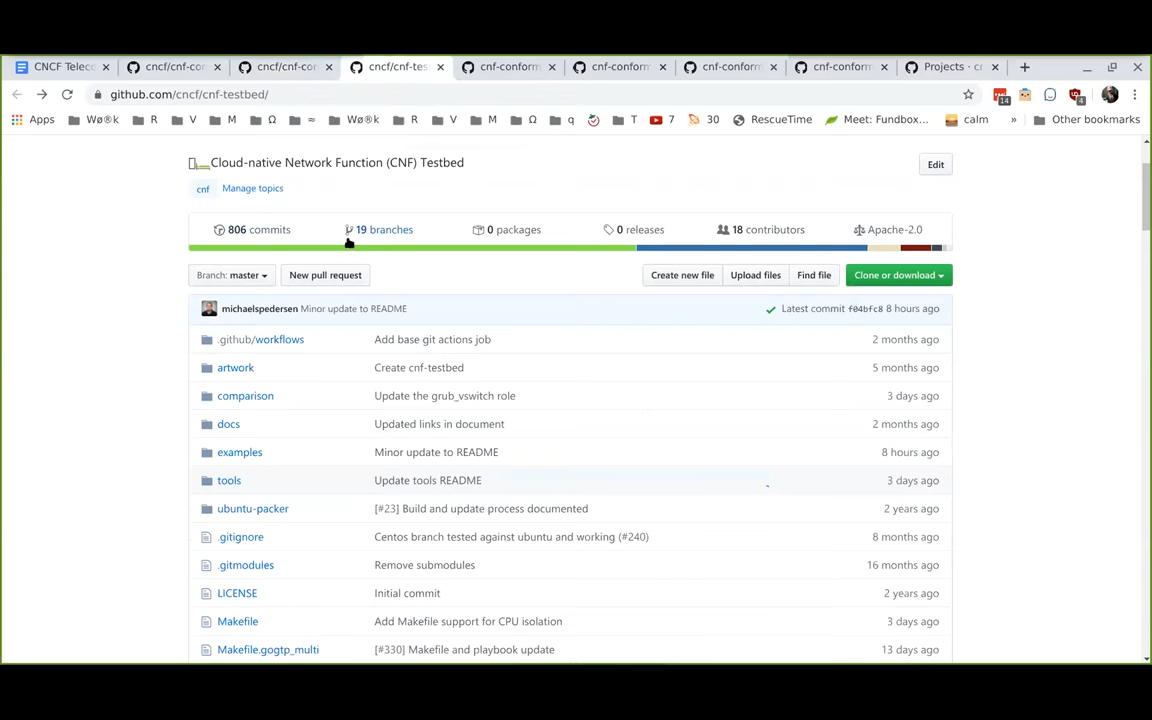 CNCF Teleco
cncf/cnf-co
cncf/cnf-con
cncf/cnf-tes
cnf-conform
cnf-conform
cnf-conform
cnf-conform
Projects · c
github.com/cncf/cnf-testbed/
14
4
Apps
Wø®k
R
V
M
Ω
≈
Wø®k
R
V
M
Ω
q
T
7
30
RescueTime
Meet: Fundbox...
calm
»
Other bookmarks
Cloud-native Network Function (CNF) Testbed
Edit
cnf
Manage topics
806 commits
19 branches
0 packages
0 releases
18 contributors
Apache-2.0
Branch: master
New pull request
Create new file
Upload files
Find file
Clone or download
michaelspedersen Minor update to README
Latest commit f04bfc8 8 hours ago
.github/workflows
Add base git actions job
2 months ago
artwork
Create cnf-testbed
5 months ago
comparison
Update the grub_vswitch role
3 days ago
docs
Updated links in document
2 months ago
examples
Minor update to README
8 hours ago
tools
Update tools README
3 days ago
ubuntu-packer
[#23] Build and update process documented
2 years ago
.gitignore
Centos branch tested against ubuntu and working (#240)
8 months ago
.gitmodules
Remove submodules
16 months ago
LICENSE
Initial commit
2 years ago
Makefile
Add Makefile support for CPU isolation
3 days ago
Makefile.gogtp_multi
[#330] Makefile and playbook update
13 days ago